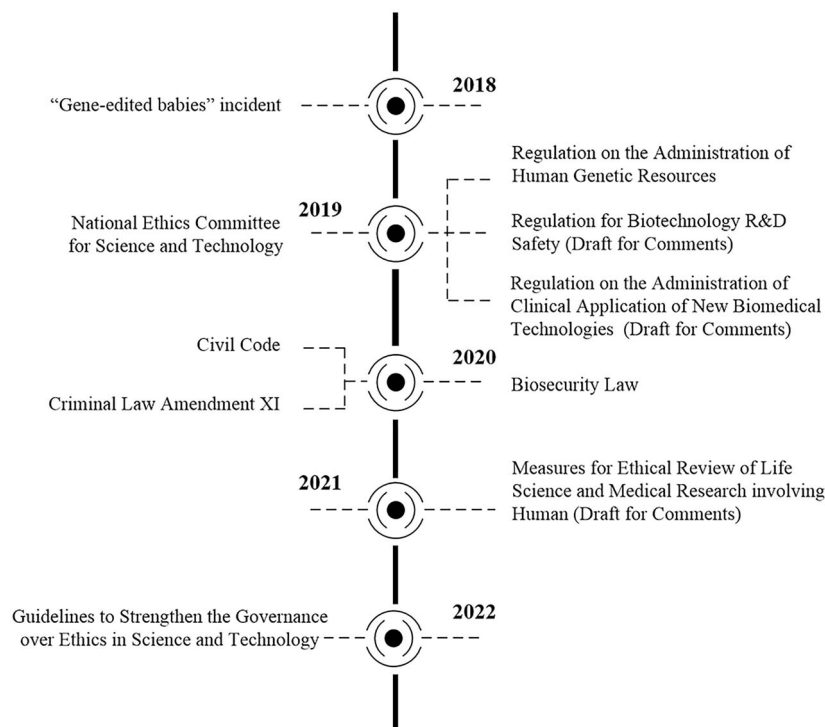 2018
“Gene-edited babies” incident
2019
National Ethics Committee
for Science and Technology
Regulation on the Administration of
Human Genetic Resources
Regulation for Biotechnology R&D
Safety (Draft for Comments)
Regulation on the Administration of
Clinical Application of New Biomedical
Technologies  (Draft for Comments)
2020
Civil Code
Criminal Law Amendment XI
Biosecurity Law
2021
Measures for Ethical Review of Life
Science and Medical Research involving
Human (Draft for Comments)
2022
Guidelines to Strengthen the Governance
over Ethics in Science and Technology